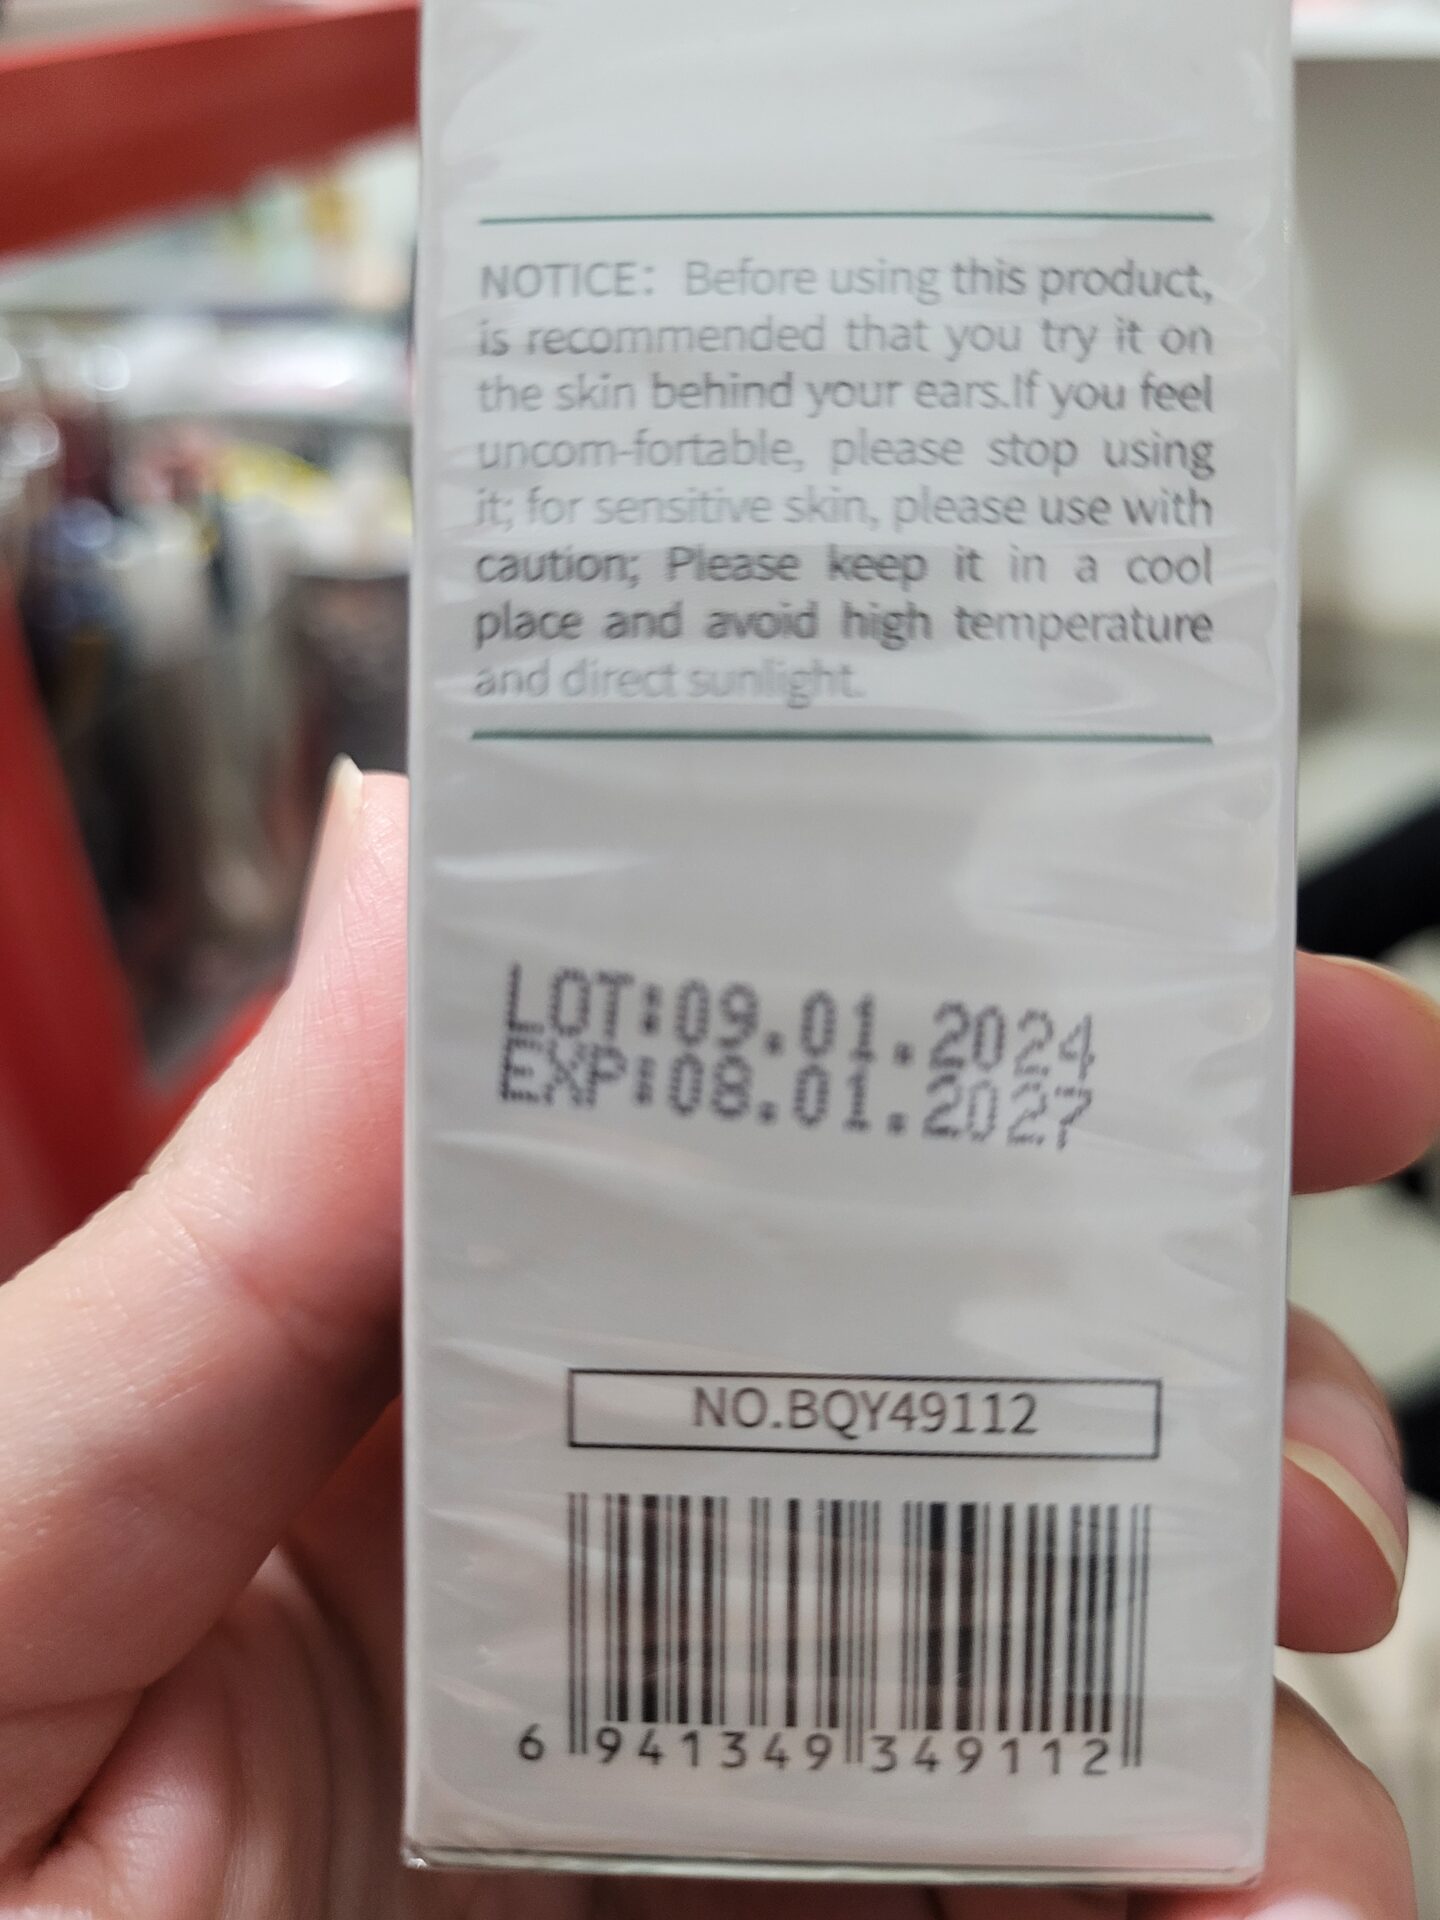 NOTICE: Before using this product,
is recommended that you try it on
the skin behind your ears.If you feel
uncom-fortable, please stop using
it; for sensitive skin, please use with
caution; Please keep it in a cool
place and avoid high temperature
and direct sunlight.
LOT:09.01.2024
EXP:08.01.2027
NO.BQY49112
6 941349 349112